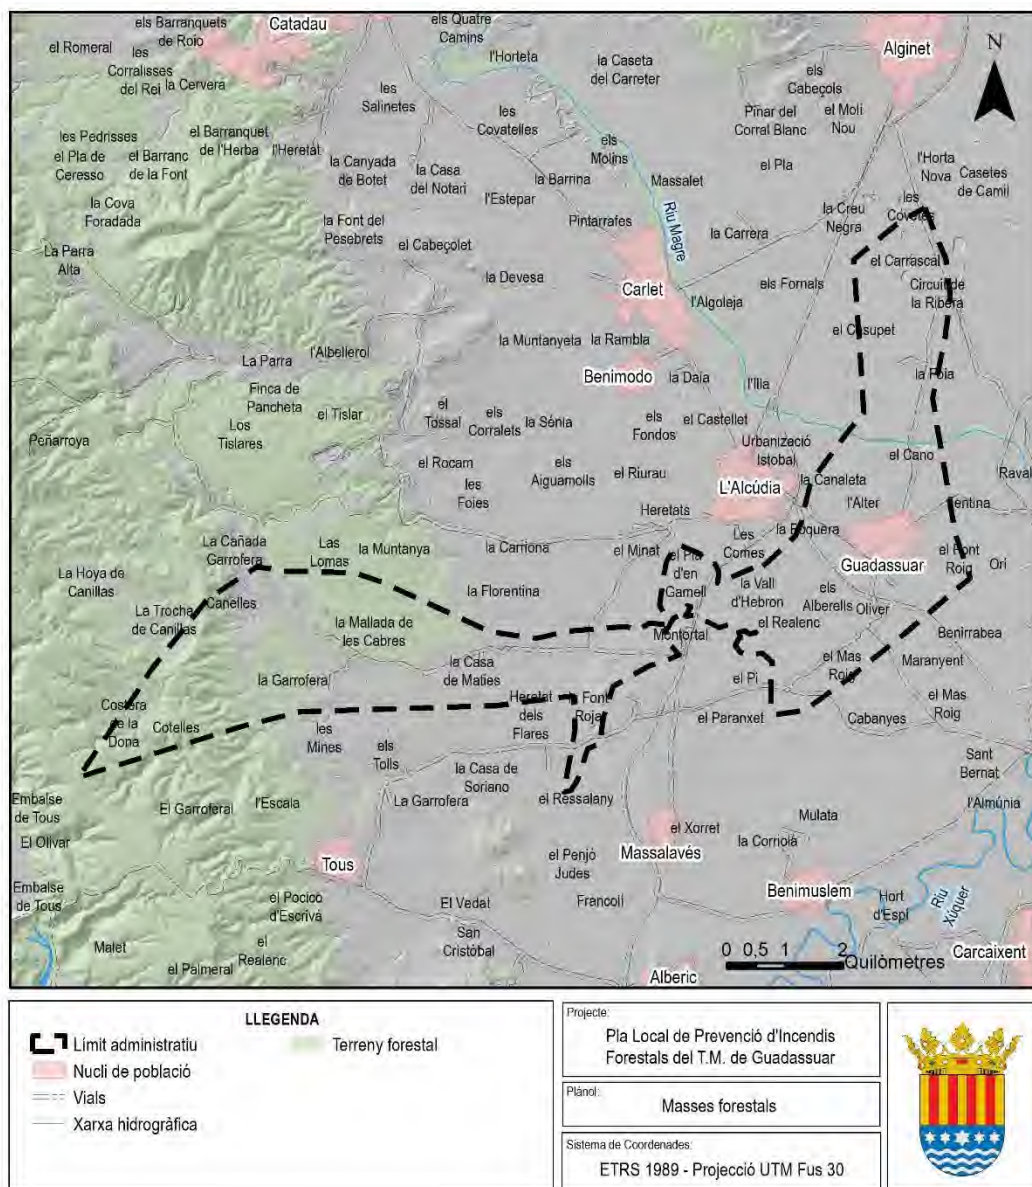 els Barranquets
de Roio
Catadau
els Quatre
Camins
Alginet
el Romeral
les
Corralisses
del Rei
la Cervera
l'Horteta
la Caseta
del Carreter
N
els
Cabeçols
les
Salinetes
les
Covatelles
Pinar del
Corral Blanc
el Molí
Nou
les Pedrisses
el Barranquet
de l'Herba
l'Heretat
els
Molins
el Pla de
Ceresso
el Barranc
de la Font
la Canyada
de Botet
la Casa
del Notari
la Barrina
Massalet
el Pla
l'Horta
Nova
Casetes
de Camil
l'Estepar
la Cova
Foradada
la Font del
Pesebrets
Pintarrafes
Riu Magre
la Carrera
la Creu
Negra
les
Covetes
el Cabeçolet
La Parra
Alta
la Devesa
Carlet
l'Algoleja
els Fornals
el Carrascal
Circuit de
la Ribera
el Casupet
la Muntanyeta
la Rambla
La Parra
l'Albellerol
Benimodo
la Daia
l'Illa
la Foia
Finca de
Pancheta
el Tislar
Los
Tislares
el
Tossal
els
Corralets
la Sénia
els
Fondos
el Castellet
Peñarroya
Urbanizació
Istobal
el Rocam
les
Foies
els
Aiguamolls
el Riurau
L'Alcúdia
la Canaleta
el Cano
Raval
l'Alter
Ventina
Heretats
la Boquera
La Cañada
Garrofera
Las
Lomas
la Muntanya
la Carriona
el Minat
Les
Comes
Guadassuar
el Pont
Roig
Ori
La Hoya de
Canillas
el Pla
d'en
Gamell
la Vall
d'Hebron
Canelles
la Florentina
els
Alberells
Oliver
La Trocha
de Canillas
la Mallada de
les Cabres
el Realenc
Montortal
Benirrabea
la Casa
de Maties
el Mas
Roig
Maranyent
la Garrofera
el Pi
Costera
de la
Dona
Cotelles
Heretat
dels
Flares
Font
Roja
el Paranxet
Cabanyes
el Mas
Roig
les
Mines
els
Tolls
la Casa de
Soriano
Sant
Bernat
Embalse
de Tous
El Garroferal
l'Escala
La Garrofera
el Ressalany
Mulata
l'Almúnia
El Olivar
el Xorret
la Corriola
Tous
el Penjó
Judes
Massalavés
Embalse
de Tous
el Pocico
d'Escrivá
El Vedat
Francolí
Benimuslem
Hort
d'Espí
Riu
Xúquer
Malet
el
Realenc
San
Cristóbal
Carcaixent
el Palmeral
Alberic
0 0,5 1 2
Quilòmetres
LLEGENDA
Límit administratiu
Nucli de població
Vials
Xarxa hidrogràfica
Terreny forestal
Projecte:
Pla Local de Prevenció d'Incendis
Forestals del T.M. de Guadassuar
Plànol:
Masses forestals
Sistema de Coordenades:
ETRS 1989 - Projecció UTM Fus 30